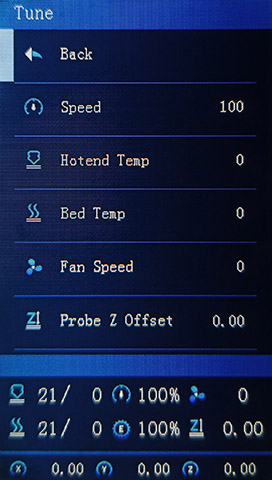 Tune
Back
Speed 100
Hotend Temp 0
Bed Temp 0
Fan Speed 0
Probe Z Offset 0.00
21/ 0 100% 0
21/ 0 E 100% Z 0.00
X 0.00 Y 0.00 Z 0.00